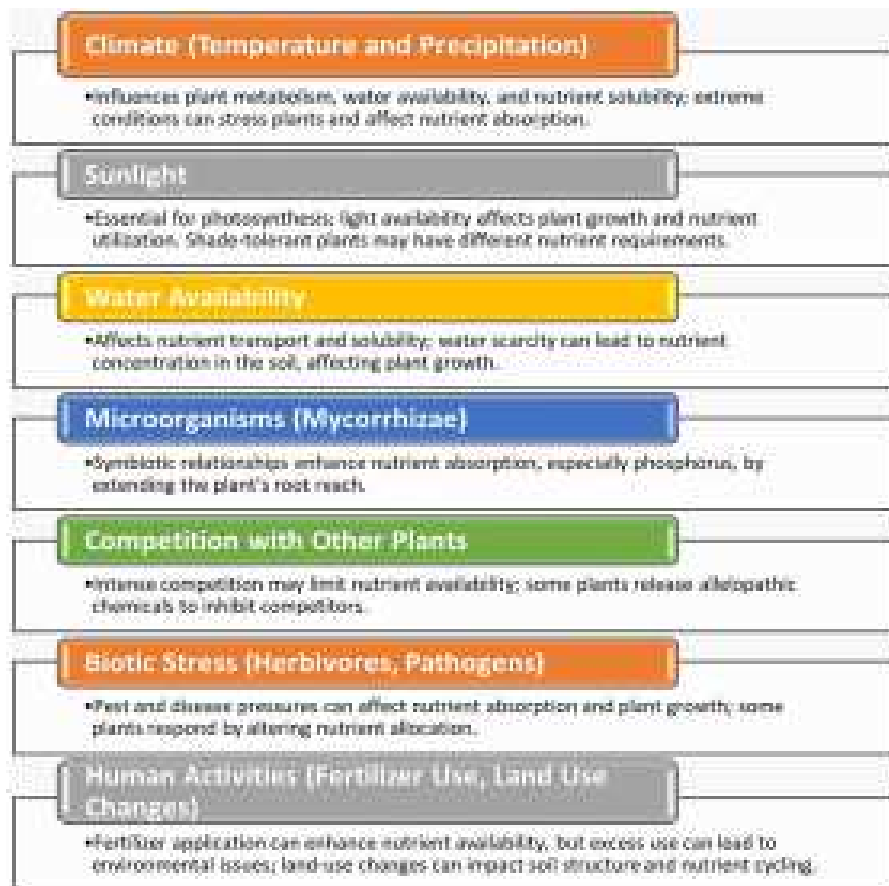 Climate (Temperature and Precipitation)
•Influences plant metabolism, water availability, and nutrient solubility; extreme
conditions can stress plants and affect nutrient absorption.
Sunlight
•Essential for photosynthesis; light availability affects plant growth and nutrient
utilization. Shade-tolerant plants may have different nutrient requirements.
Water Availability
•Affects nutrient transport and solubility; water scarcity can lead to nutrient
concentration in the soil, affecting plant growth.
Microorganisms (Mycorrhizae)
•Symbiotic relationships enhance nutrient absorption, especially phosphorus, by
extending the plant's root reach.
Competition with Other Plants
•Intense competition may limit nutrient availability; some plants release allelopathic
chemicals to inhibit competitors.
Biotic Stress (Herbivores, Pathogens)
•Pest and disease pressures can affect nutrient absorption and plant growth; some
plants respond by altering nutrient allocation.
Human Activities (Fertilizer Use, Land Use
Changes)
•Fertilizer application can enhance nutrient availability, but excess use can lead to
environmental issues; land-use changes can impact soil structure and nutrient cycling.